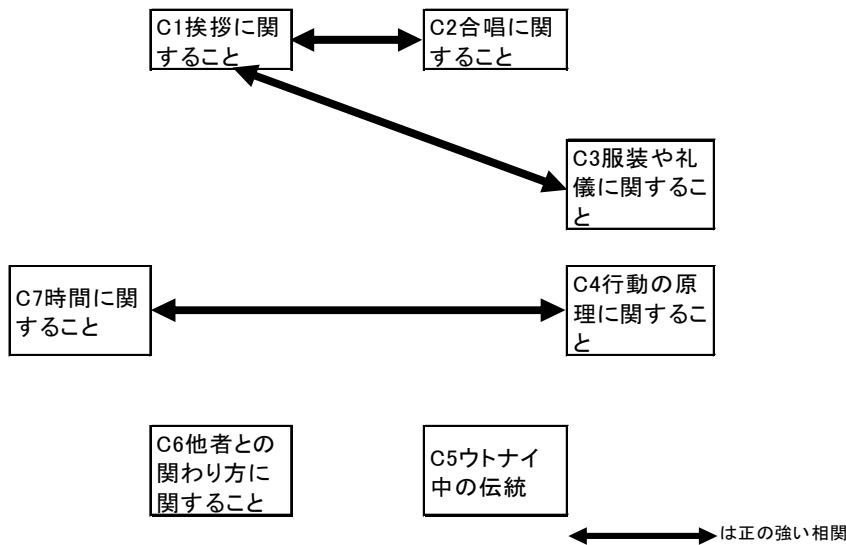 C1挨拶に関
すること
C2合唱に関
すること
C3服装や礼
儀に関するこ
と
C7時間に関
すること
C4行動の原
理に関するこ
と
C6他者との
関わり方に
関すること
C5ウトナイ
中の伝統
は正の強い相関